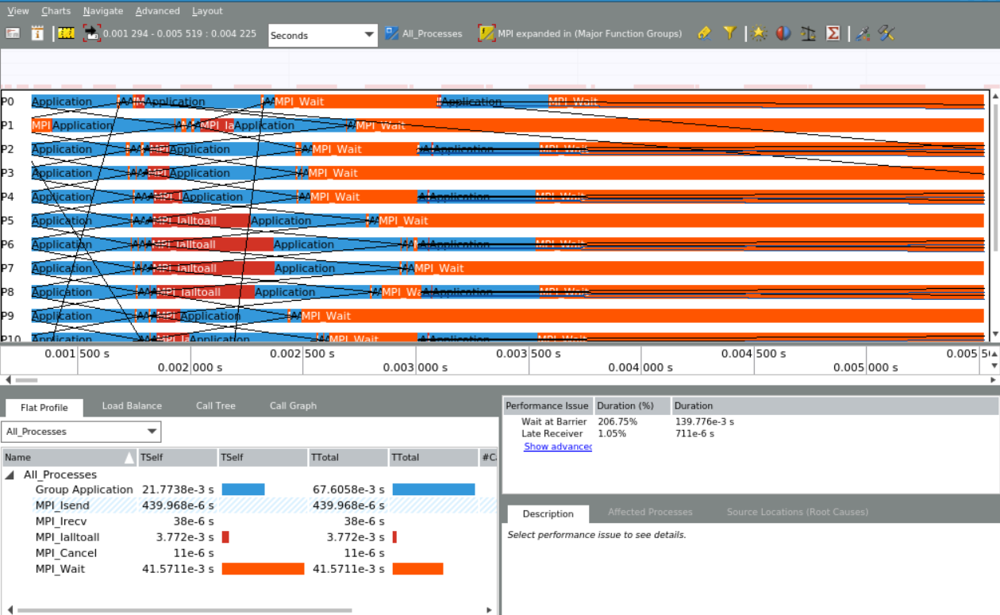 View Charts Navigate Advanced Layout
0.001 294 - 0.005 519 : 0.004 225 Seconds All_Processes MPI expanded in (Major Function Groups)
P0 Application Application MPI_Wait Application MPI_Wait
P1 MPI Application MPI_Ia Application MPI_Wait
P2 Application MPI Application MPI_Wait Application MPI_Wait
P3 Application MPI Application MPI_Wait
P4 Application MPI_I Application MPI_Wait Application MPI_Wait
P5 Application MPI_Ialltoall Application MPI_Wait
P6 Application MPI_Ialltoall Application Application MPI_Wait
P7 Application MPI_Ialltoall Application MPI_Wait
P8 Application MPI_Ialltoall Application MPI_Wa Application MPI_Wait
P9 Application MPI Application MPI_Wait
P10 Application MPI_Ia Application MPI_Wait Application MPI_Wait
0.001 500 s 0.002 500 s 0.003 500 s 0.004 500 s 0.005 5
0.002 000 s 0.003 000 s 0.004 000 s 0.005 000 s
Flat Profile Load Balance Call Tree Call Graph
All_Processes
Name TSelf TSelf TTotal TTotal #C
All_Processes
Group Application 21.7738e-3 s 67.6058e-3 s
MPI_Isend 439.968e-6 s 439.968e-6 s
MPI_Irecv 38e-6 s 38e-6 s
MPI_Ialltoall 3.772e-3 s 3.772e-3 s
MPI_Cancel 11e-6 s 11e-6 s
MPI_Wait 41.5711e-3 s 41.5711e-3 s
Performance Issue Duration (%) Duration
Wait at Barrier 206.75% 139.776e-3 s
Late Receiver 1.05% 711e-6 s
Show advanced
Description Affected Processes Source Locations (Root Causes)
Select performance issue to see details.